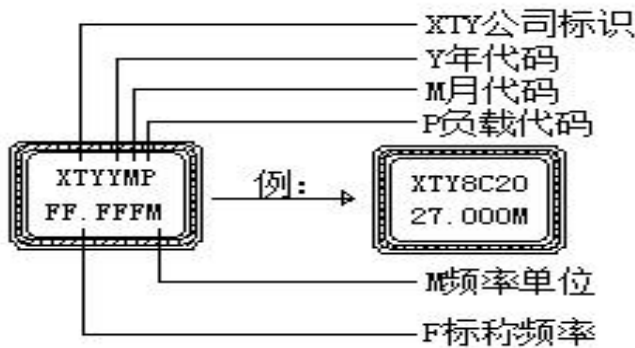 XTY公司标识
Y年代码
M月代码
P负载代码
XTYYMP
FF.FFFM
例：
XTY8C20
27.000M
M频率单位
F标称频率